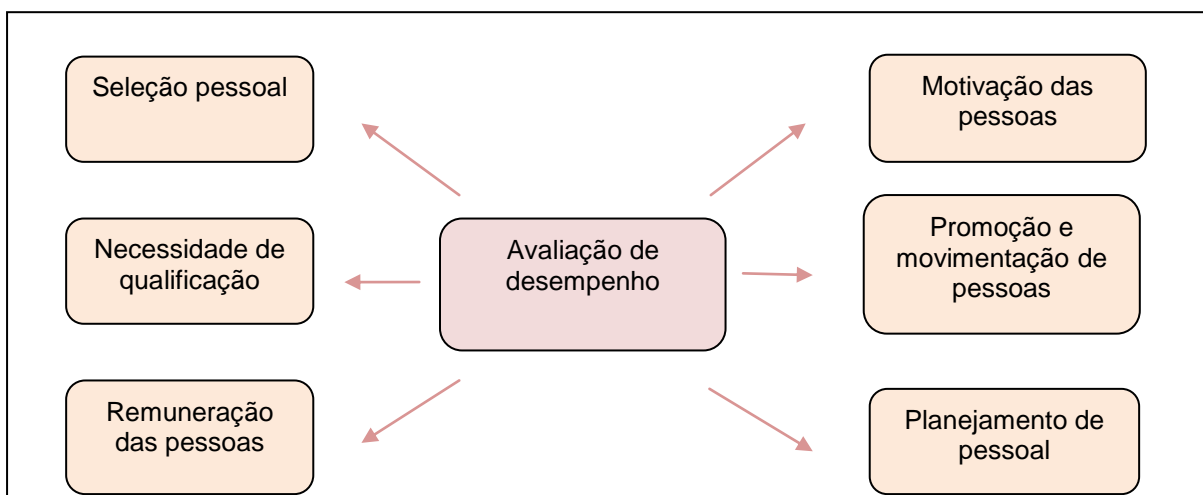 Seleção pessoal
Motivação das
pessoas
Necessidade de
qualificação
Avaliação de
desempenho
Promoção e
movimentação de
pessoas
Remuneração
das pessoas
Planejamento de
pessoal